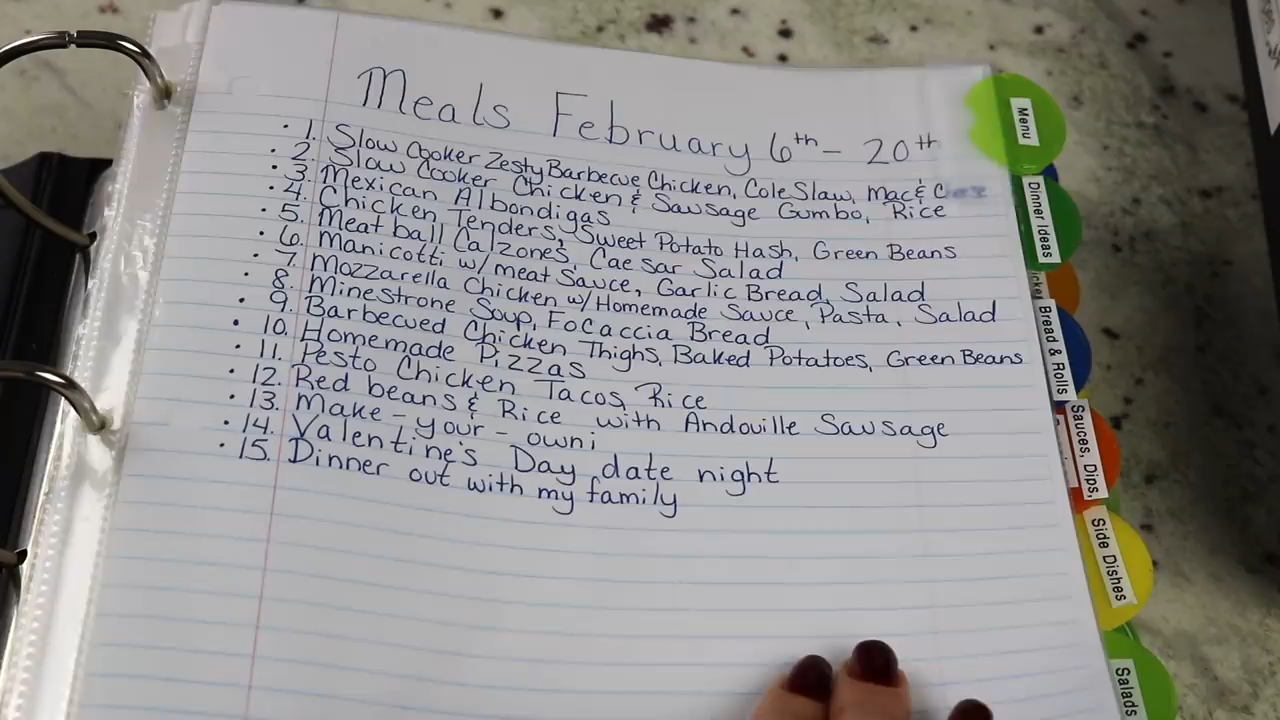 Meals February 6th - 20th
· 1. Slow Cooker Zesty Barbecue Chicken, Cole Slaw, Mac &
· 2. Slow Cooker Chicken & Sausage Gumbo, Rice
· 3. Mexican Albondigas
· 4. Chicken Tenders, Sweet Potato Hash, Green Beans
· 5. Meatball Calzones, Caesar Salad
· 6. Manicotti w/meat Sauce, Garlic Bread, Salad
· 7. Mozzarella Chicken w/Homemade Sauce, Pasta, Salad
· 8. Minestrone Soup, Focaccia Bread
· 9. Barbecued Chicken Thighs, Baked Potatoes, Green Beans
· 10. Homemade Pizzas
· 11. Pesto Chicken Tacos, Rice
· 12. Red beans & Rice with Andouille Sausage
· 13. Make-your-own;
· 14. Valentine's Day date night
· 15. Dinner out with my family
Menu
Dinner Ideas
Bread & Rolls
Sauces, Dips,
Side Dishes
Salads